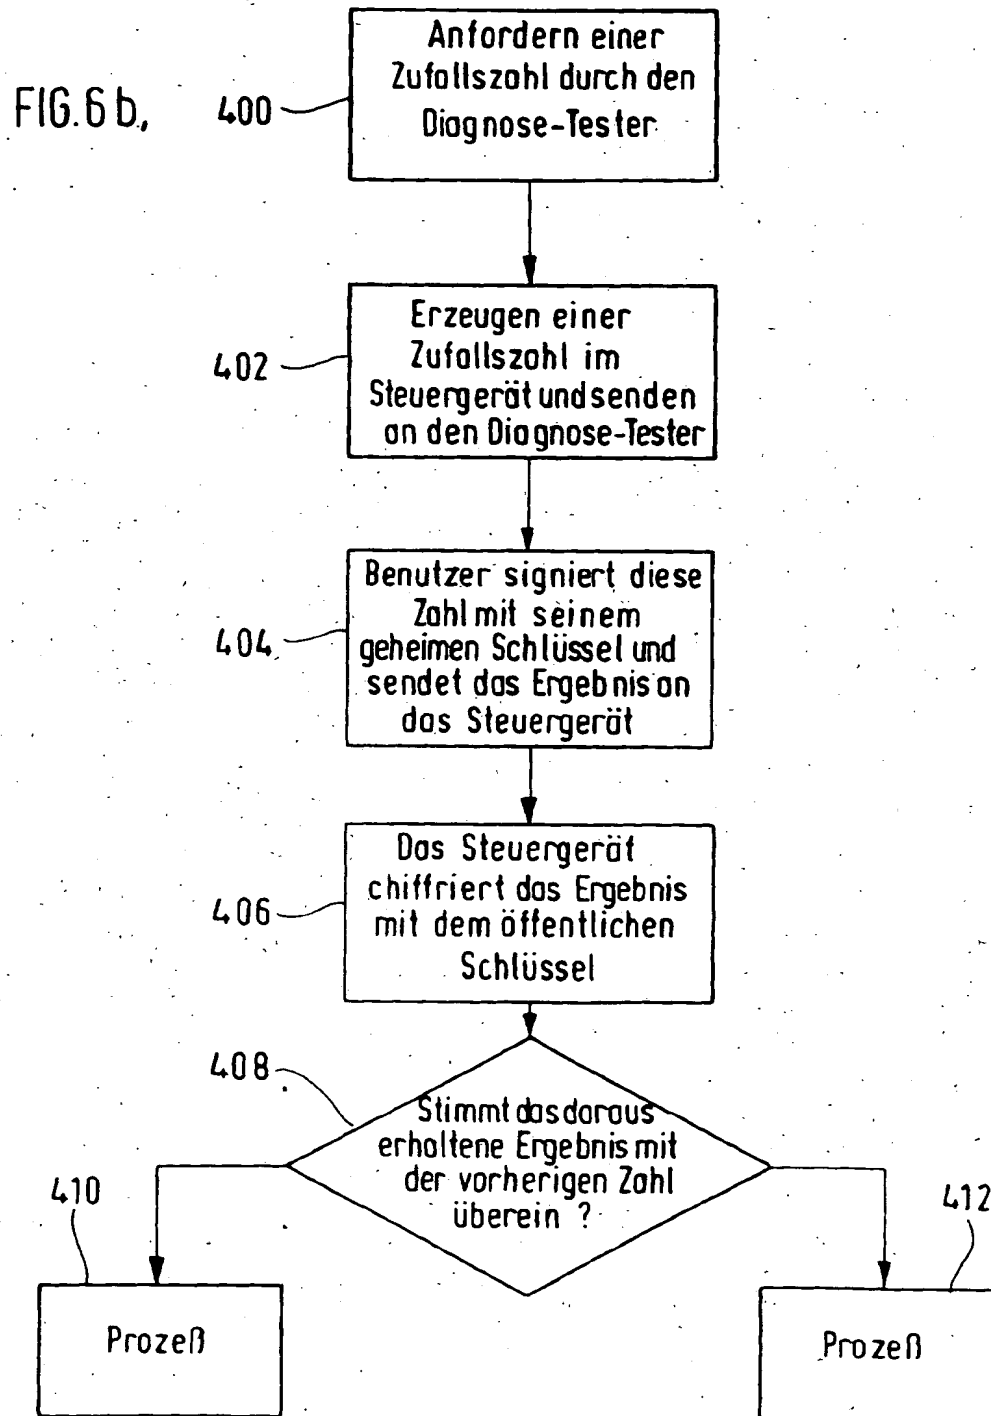 FIG. 6 b.
400
Anfordern einer
Zufallszahl durch den
Diagnose-Tester
402
Erzeugen einer
Zufallszahl im
Steuergerät und senden
an den Diagnose-Tester
404
Benutzer signiert diese
Zahl mit seinem
geheimen Schlüssel und
sendet das Ergebnis an
das Steuergerät
406
Das Steuergerät
chiffriert das Ergebnis
mit dem öffentlichen
Schlüssel
408
Stimmt das daraus
erhaltene Ergebnis mit
der vorherigen Zahl
überein ?
410
Prozeß
412
Prozeß